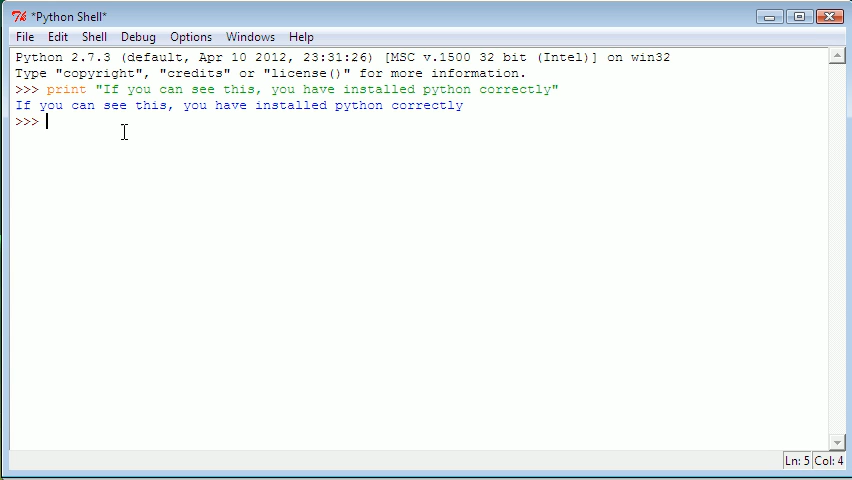 *Python Shell*
File Edit Shell Debug Options Windows Help
Python 2.7.3 (default, Apr 10 2012, 23:31:26) [MSC v.1500 32 bit (Intel)] on win32
Type "copyright", "credits" or "license()" for more information.
>>> print "If you can see this, you have installed python correctly"
If you can see this, you have installed python correctly
>>>
Ln: 5 Col: 4